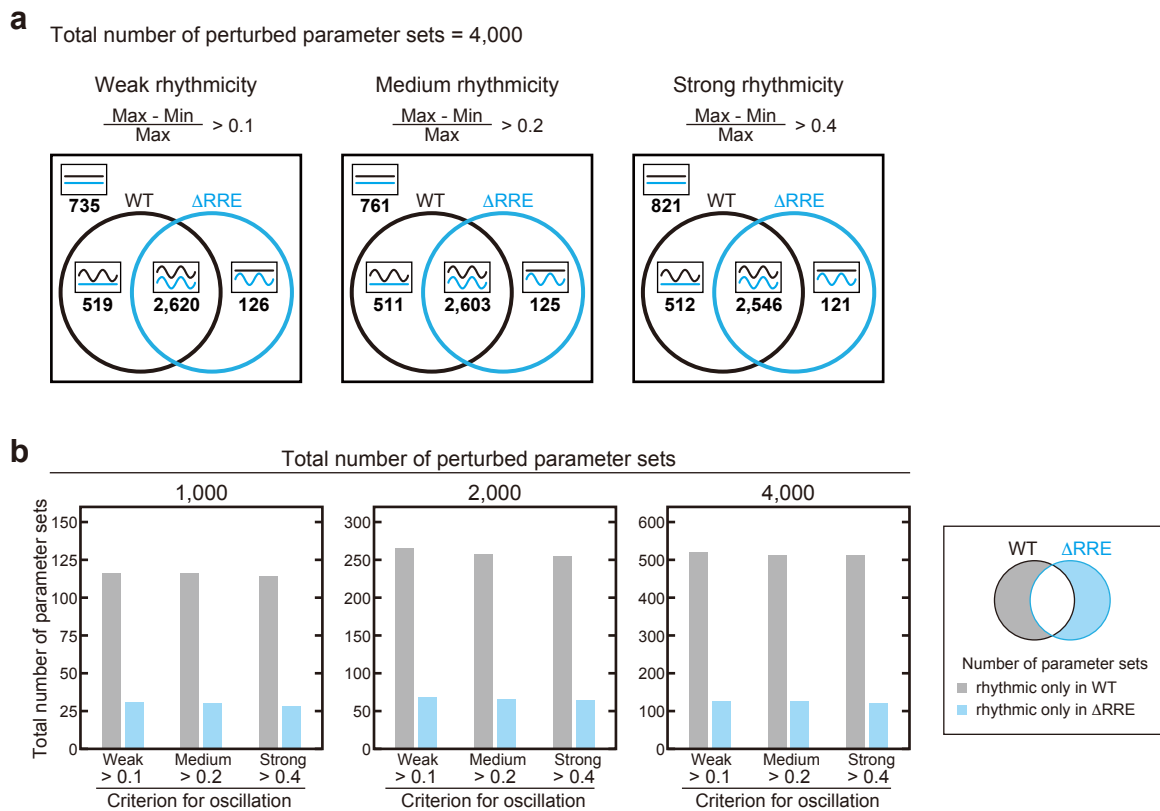 a
Total number of perturbed parameter sets = 4,000
Weak rhythmicity
Max - Min
Max
> 0.1
735
WT
ΔRRE
519
2,620
126
Medium rhythmicity
Max - Min
Max
> 0.2
761
WT
ΔRRE
511
2,603
125
Strong rhythmicity
Max - Min
Max
> 0.4
821
WT
ΔRRE
512
2,546
121
b
Total number of perturbed parameter sets
Total number of parameter sets
1,000
150
125
100
75
50
25
0
Weak
> 0.1
Medium
> 0.2
Strong
> 0.4
Criterion for oscillation
2,000
300
250
200
150
100
50
0
Weak
> 0.1
Medium
> 0.2
Strong
> 0.4
Criterion for oscillation
4,000
600
500
400
300
200
100
0
Weak
> 0.1
Medium
> 0.2
Strong
> 0.4
Criterion for oscillation
WT
ΔRRE
Number of parameter sets
rhythmic only in WT
rhythmic only in ΔRRE